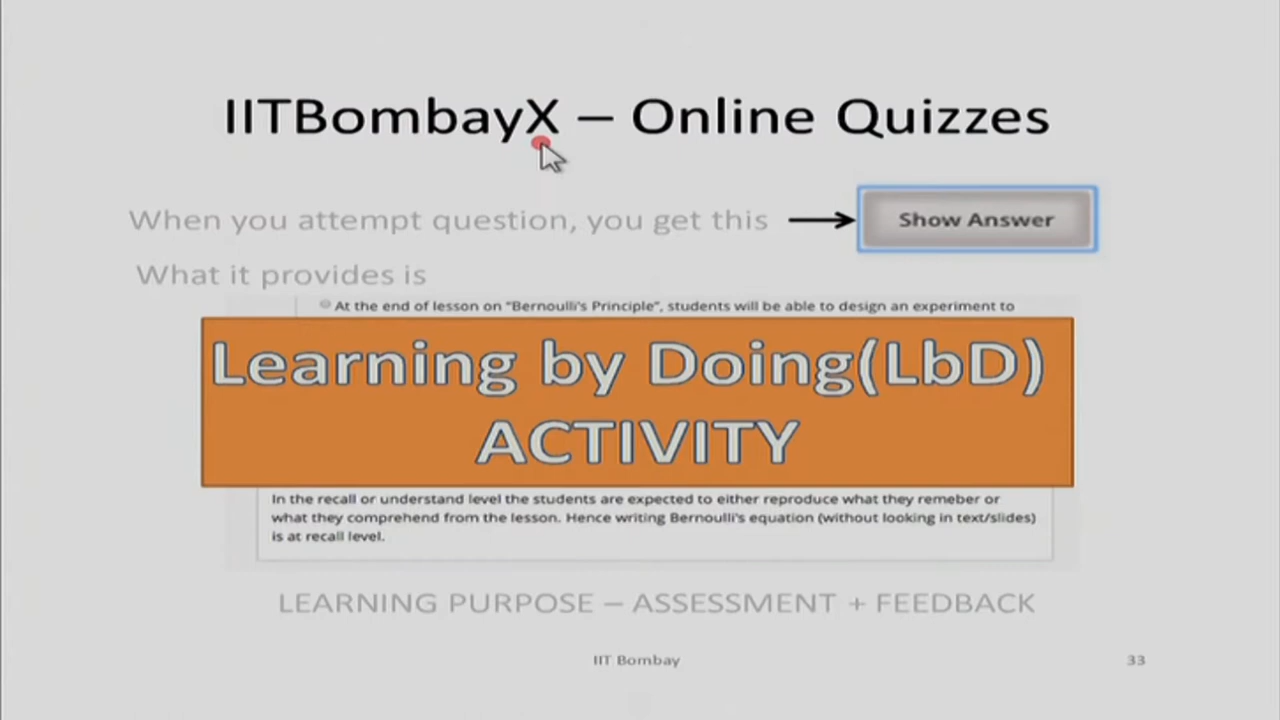 IITBombayX – Online Quizzes
When you attempt question, you get this
Show Answer
What it provides is
At the end of lesson on "Bernoulli's Principle", students will be able to design an experiment to
Learning by Doing(LbD)
ACTIVITY
In the recall or understand level the students are expected to either reproduce what they remeber or
what they comprehend from the lesson. Hence writing Bernoulli's equation (without looking in text/slides)
is at recall level.
LEARNING PURPOSE – ASSESSMENT + FEEDBACK
IIT Bombay
33